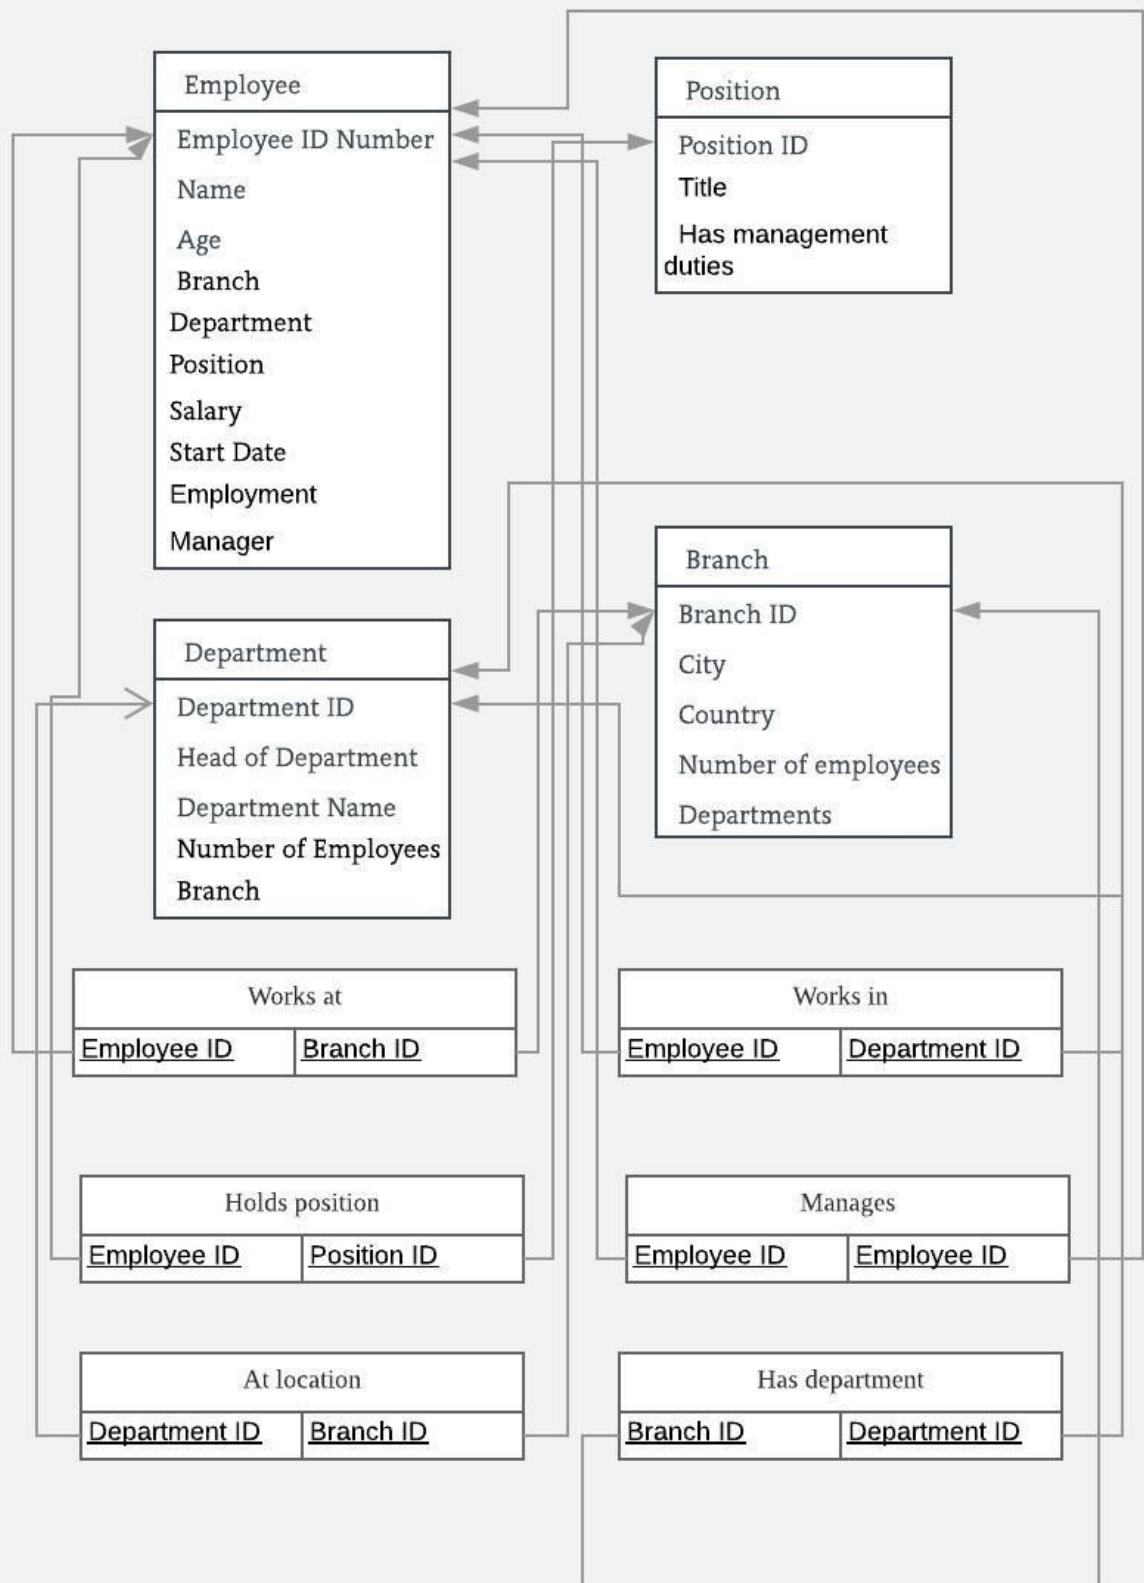 Employee
Employee ID Number
Name
Age
Branch
Department
Position
Salary
Start Date
Employment
Manager
Position
Position ID
Title
Has management
duties
Department
Department ID
Head of Department
Department Name
Number of Employees
Branch
Branch
Branch ID
City
Country
Number of employees
Departments
Works at
Employee ID Branch ID
Works in
Employee ID Department ID
Holds position
Employee ID Position ID
Manages
Employee ID Employee ID
At location
Department ID Branch ID
Has department
Branch ID Department ID